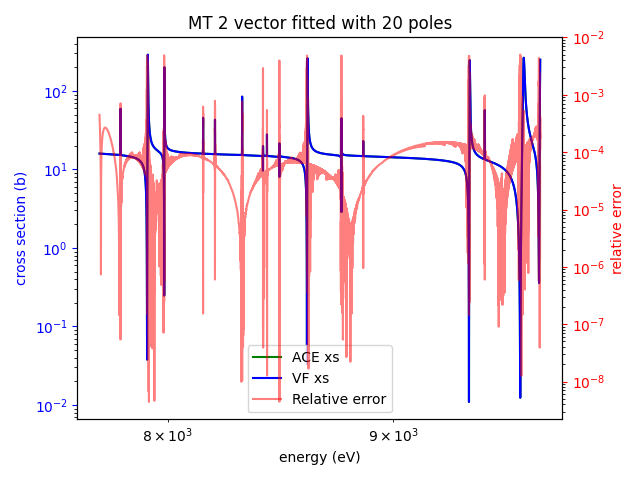 MT 2 vector fitted with 20 poles
cross section (b)
10²
10¹
10⁰
10⁻¹
10⁻²
10⁻²
10⁻³
10⁻⁴
10⁻⁵
10⁻⁶
10⁻⁷
10⁻⁸
relative error
ACE xs
VF xs
Relative error
8 × 10³
9 × 10³
energy (eV)